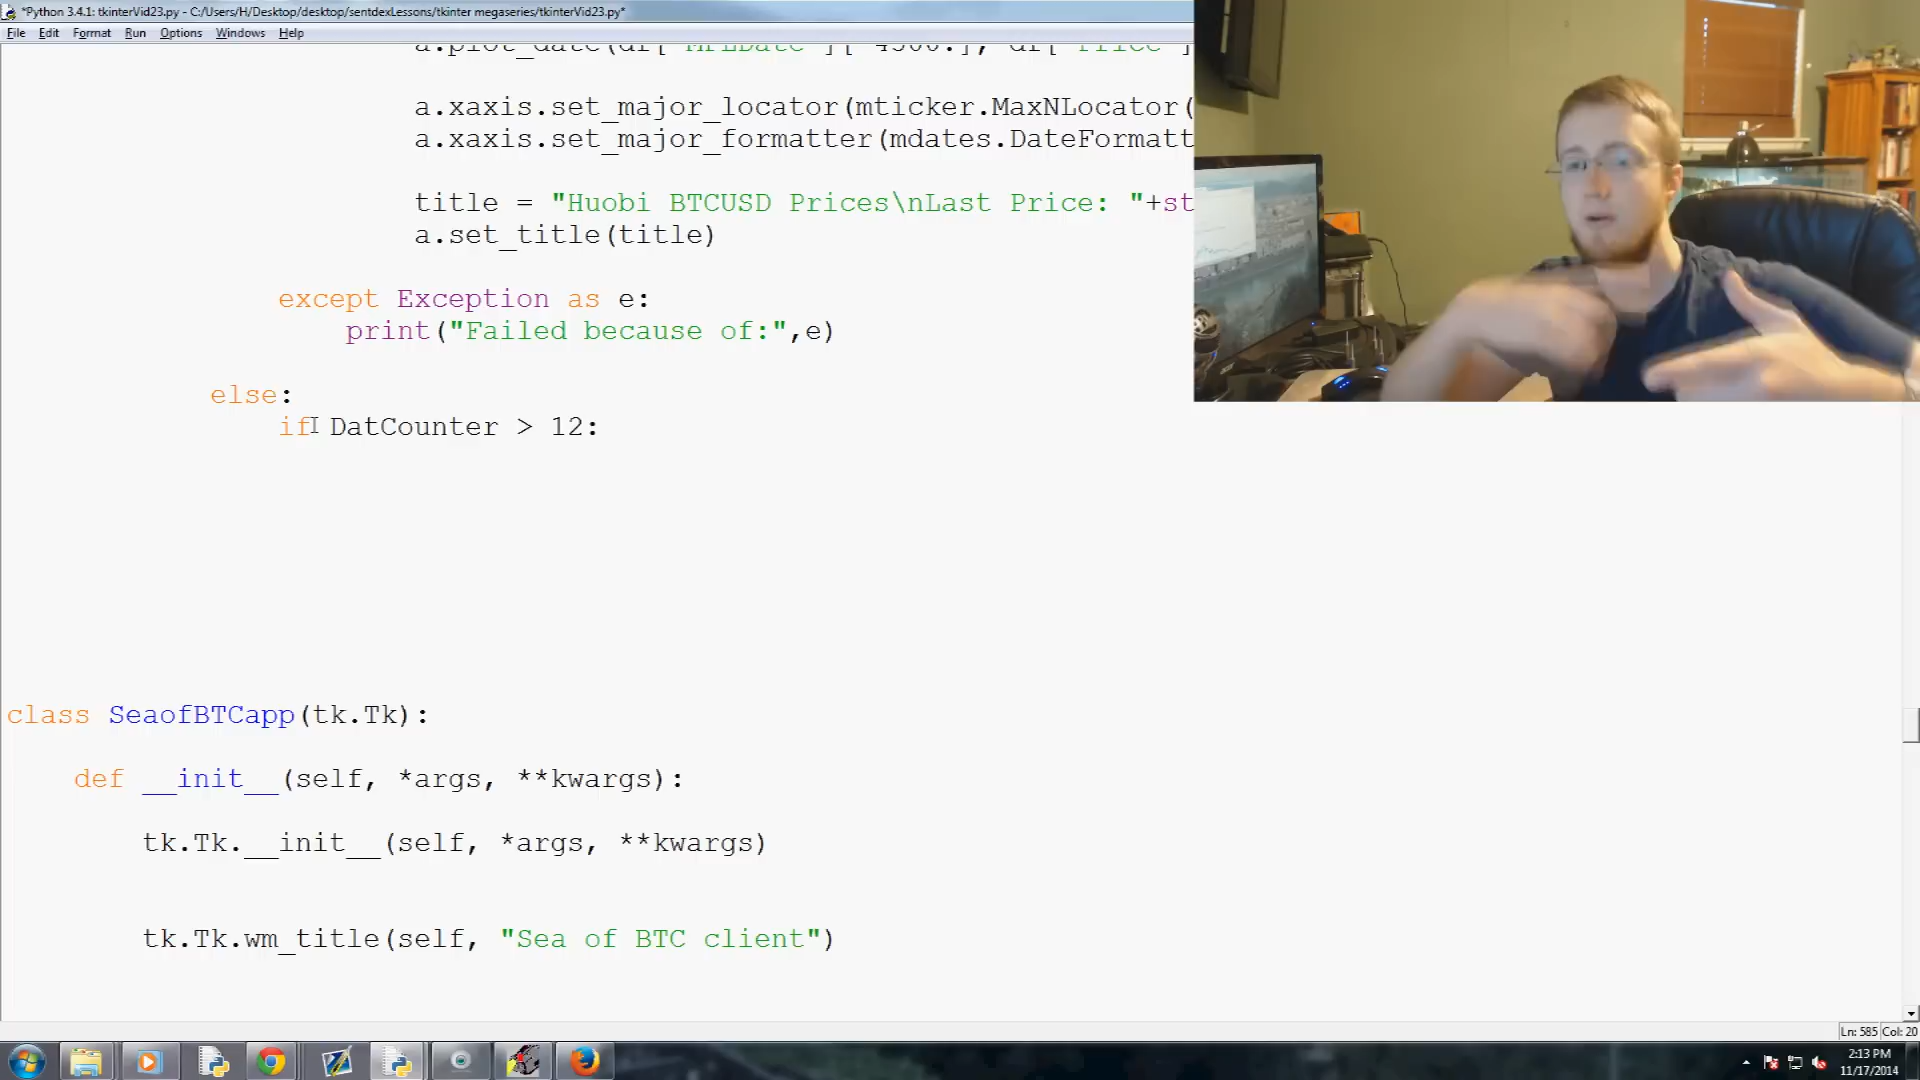 *Python 3.4.1: tkinterVid23.py - C:/Users/H/Desktop/desktop/sentdexLessons/tkinter megaseries/tkinterVid23.py*
File Edit Format Run Options Windows Help
a.xaxis.set_major_locator(mticker.MaxNLocator(
a.xaxis.set_major_formatter(mdates.DateFormatt
title = "Huobi BTCUSD Prices\nLast Price: "+st
a.set_title(title)
except Exception as e:
print("Failed because of:",e)
else:
if DatCounter > 12:
class SeaofBTCapp(tk.Tk):
def __init__(self, *args, **kwargs):
tk.Tk.__init__(self, *args, **kwargs)
tk.Tk.wm_title(self, "Sea of BTC client")
Ln: 585 Col: 20
2:13 PM
11/17/2014